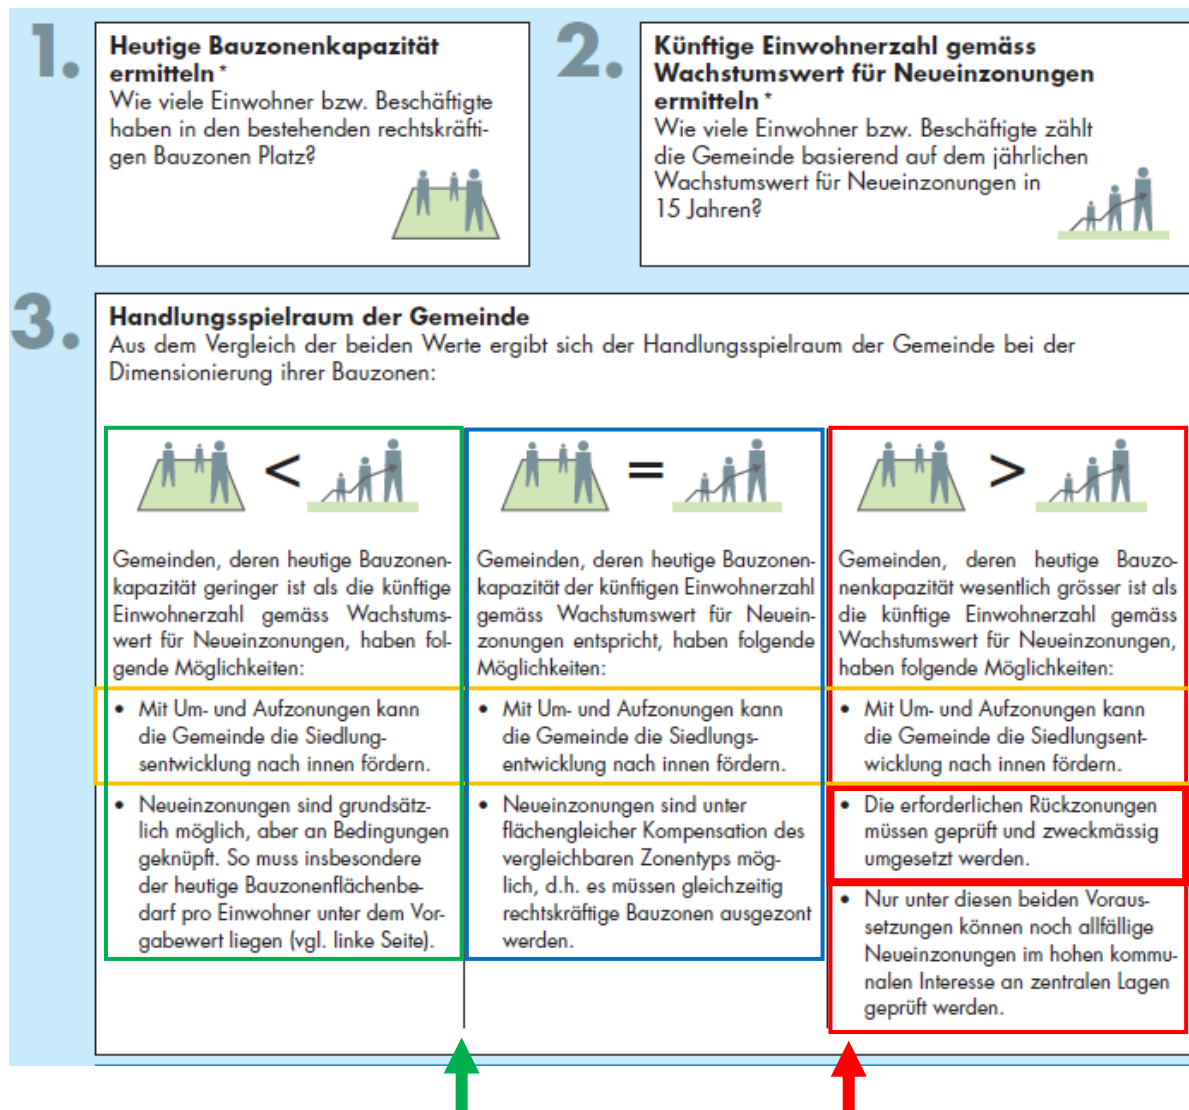 1.
Heutige Bauzonenkapazität
ermitteln*
Wie viele Einwohner bzw. Beschäftigte
haben in den bestehenden rechtskräfti-
gen Bauzonen Platz?
2.
Künftige Einwohnerzahl gemäss
Wachstumswert für Neueinzonungen
ermitteln*
Wie viele Einwohner bzw. Beschäftigte zählt
die Gemeinde basierend auf dem jährlichen
Wachstumswert für Neueinzonungen in
15 Jahren?
3.
Handlungsspielraum der Gemeinde
Aus dem Vergleich der beiden Werte ergibt sich der Handlungsspielraum der Gemeinde bei der
Dimensionierung ihrer Bauzonen:
<
Gemeinden, deren heutige Bauzonen-
kapazität geringer ist als die künftige
Einwohnerzahl gemäss Wachstums-
wert für Neueinzonungen, haben fol-
gende Möglichkeiten:
• Mit Um- und Aufzonungen kann
die Gemeinde die Siedlung-
sentwicklung nach innen fördern.
• Neueinzonungen sind grundsätz-
lich möglich, aber an Bedingungen
geknüpft. So muss insbesondere
der heutige Bauzonenflächenbe-
darf pro Einwohner unter dem Vor-
gabewert liegen (vgl. linke Seite).
=
Gemeinden, deren heutige Bauzonen-
kapazität der künftigen Einwohnerzahl
gemäss Wachstumswert für Neuein-
zonungen entspricht, haben folgende
Möglichkeiten:
• Mit Um- und Aufzonungen kann
die Gemeinde die Siedlungs-
entwicklung nach innen fördern.
• Neueinzonungen sind unter
flächengleicher Kompensation des
vergleichbaren Zonentyps mög-
lich, d.h. es müssen gleichzeitig
rechtskräftige Bauzonen ausgezont
werden.
>
Gemeinden, deren heutige Bauzo-
nenkapazität wesentlich grösser ist als
die künftige Einwohnerzahl gemäss
Wachstumswert für Neueinzonungen,
haben folgende Möglichkeiten:
• Mit Um- und Aufzonungen kann
die Gemeinde die Siedlungsent-
wicklung nach innen fördern.
• Die erforderlichen Rückzonungen
müssen geprüft und zweckmässig
umgesetzt werden.
• Nur unter diesen beiden Voraus-
setzungen können noch allfällige
Neueinzonungen im hohen kommu-
nalen Interesse an zentralen Lagen
geprüft werden.